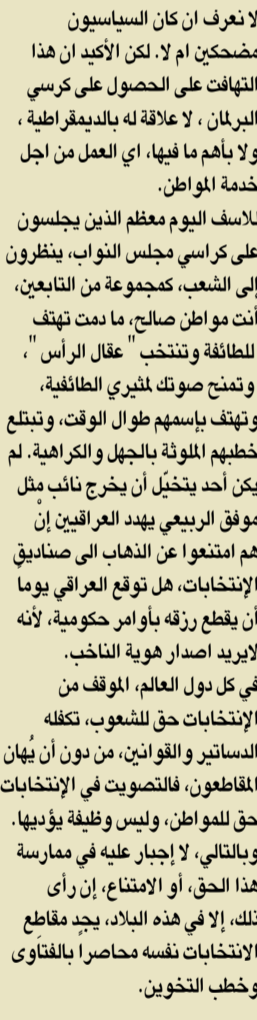 لا نعرف ان كان السياسيون
مضحكين ام لا. لكن الأكيد ان هذا
التهافت على الحصول على كرسي
البرلمان ، لا علاقة له بالديمقراطية ،
ولا بأهم ما فيها، اي العمل من اجل
خدمة المواطن.
للاسف اليوم معظم الذين يجلسون
على كراسي مجلس النواب، ينظرون
إلى الشعب، كمجموعة من التابعين،
أنت مواطن صالح، ما دمت تهتف
للطائفة وتنتخب " عقال الرأس "،
وتمنح صوتك لمثيري الطائفية،
وتهتف بإسمهم طوال الوقت، وتبتلع
خطبهم الملوثة بالجهل والكراهية. لم
يكن أحد يتخيّل أن يخرج نائب مثل
موفق الربيعي يهدد العراقيين إنْ
هم امتنعوا عن الذهاب الى صناديقِ
الإنتخابات، هل توقع العراقي يوما
أن يقطع رزقه بأوامر حكومية، لأنه
لايريد اصدار هوية الناخب.
في كل دول العالم، الموقف من
الإنتخابات حق للشعوب، تكفله
الدساتير والقوانين، من دون أن يُهان
المقاطعون، فالتصويت في الإنتخابات
حق للمواطن، وليس وظيفة يؤديها.
وبالتالي، لا إجبار عليه في ممارسة
هذا الحق، أو الامتناع، إن رأى
ذلك، إلا في هذه البلاد، يجد مقاطع
الانتخابات نفسه محاصراً بالفتاوى
وخطب التخوين.